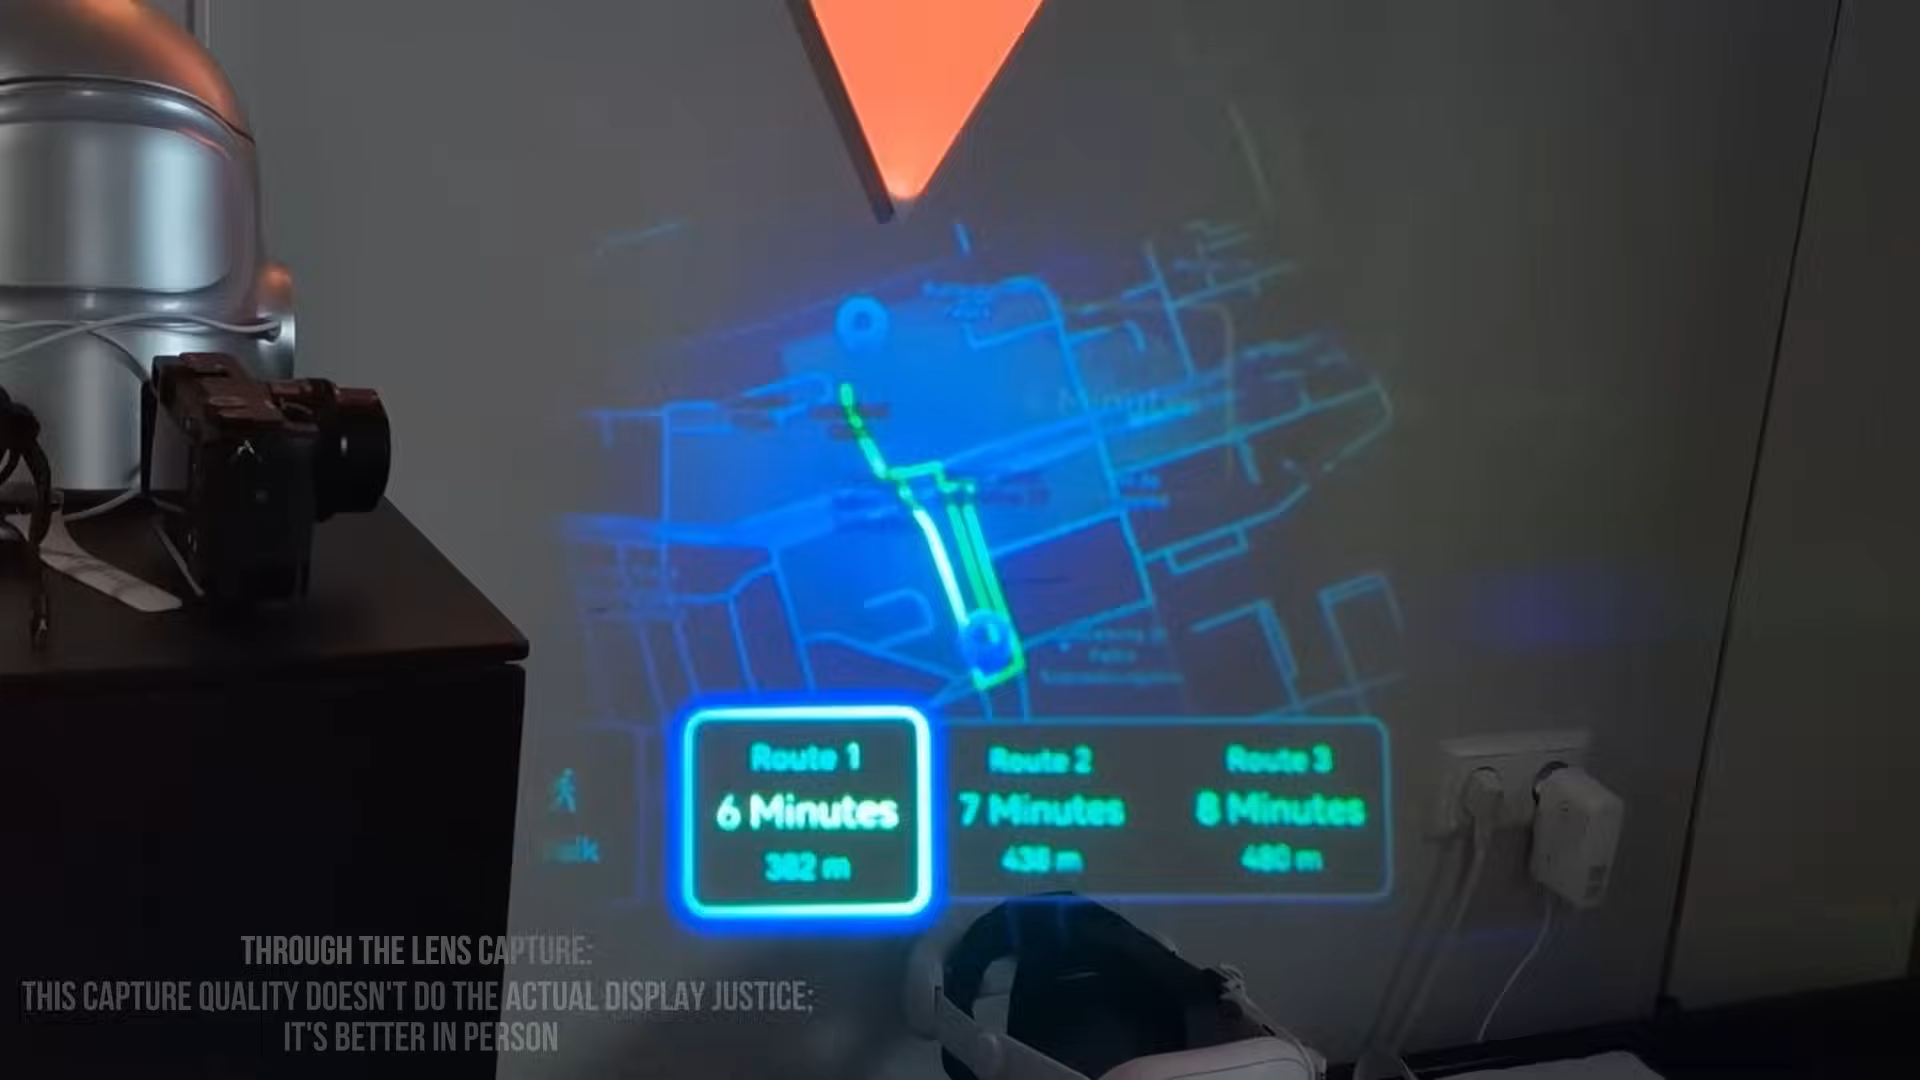 Route 1
6 Minutes
382 m
Route 2
7 Minutes
438 m
Route 3
8 Minutes
480 m
THROUGH THE LENS CAPTURE:
THIS CAPTURE QUALITY DOESN'T DO THE ACTUAL DISPLAY JUSTICE;
IT'S BETTER IN PERSON